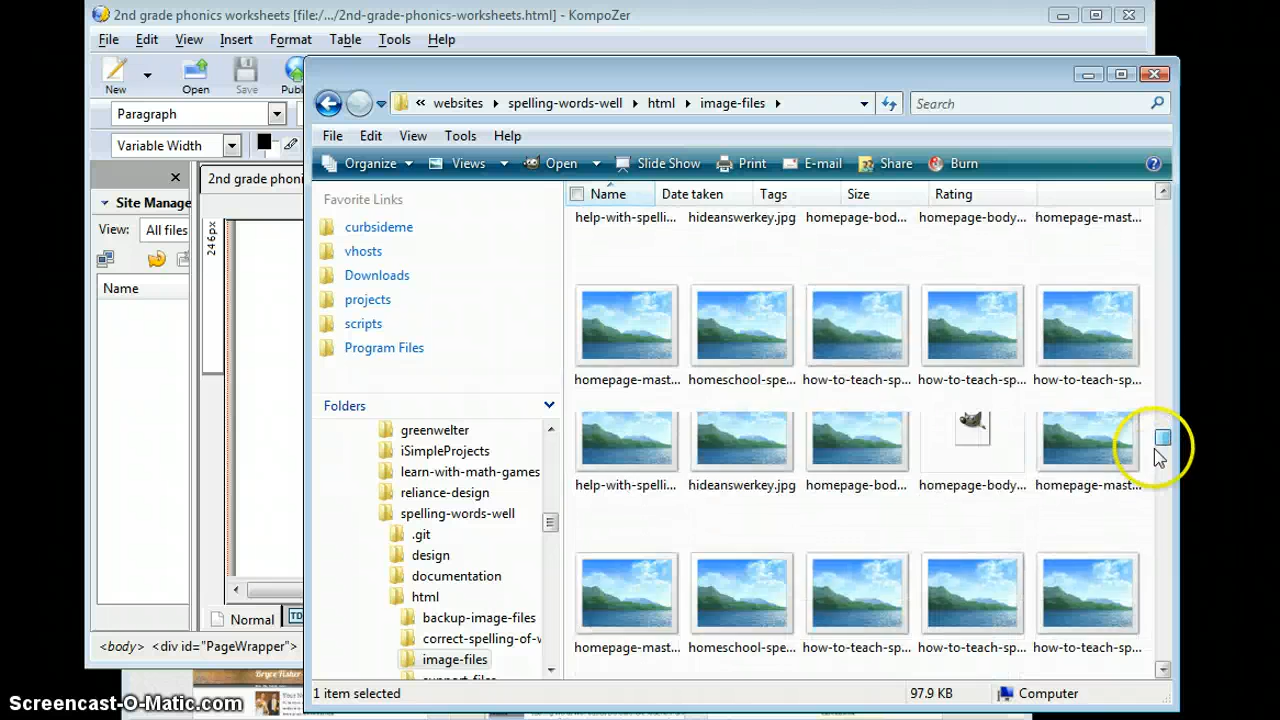 2nd grade phonics worksheets [file:/.../2nd-grade-phonics-worksheets.html] - KompoZer
File Edit View Insert Format Table Tools Help
New Open Save Publ
Paragraph
Variable Width
2nd grade phoni
Site Manage
View: All files
Name
246px
Normal
<body> <div id="PageWrapper">
« websites spelling-words-well html image-files
Search
File Edit View Tools Help
Organize Views Open Slide Show Print E-mail Share Burn
Favorite Links
curbsideme
vhosts
Downloads
projects
scripts
Program Files
Folders
greenwelter
iSimpleProjects
learn-with-math-games
reliance-design
spelling-words-well
.git
design
documentation
html
backup-image-files
correct-spelling-of-w
image-files
support-files
Name Date taken Tags Size Rating
help-with-spelli... hideanswerkey.jpg homepage-bod... homepage-body... homepage-mast...
homepage-mast... homeschool-spe... how-to-teach-sp... how-to-teach-sp... how-to-teach-sp...
help-with-spelli... hideanswerkey.jpg homepage-bod... homepage-body... homepage-mast...
homepage-mast... homeschool-spe... how-to-teach-sp... how-to-teach-sp... how-to-teach-sp...
1 item selected 97.9 KB Computer
Bryce Fisher
Screencast-O-Matic.com